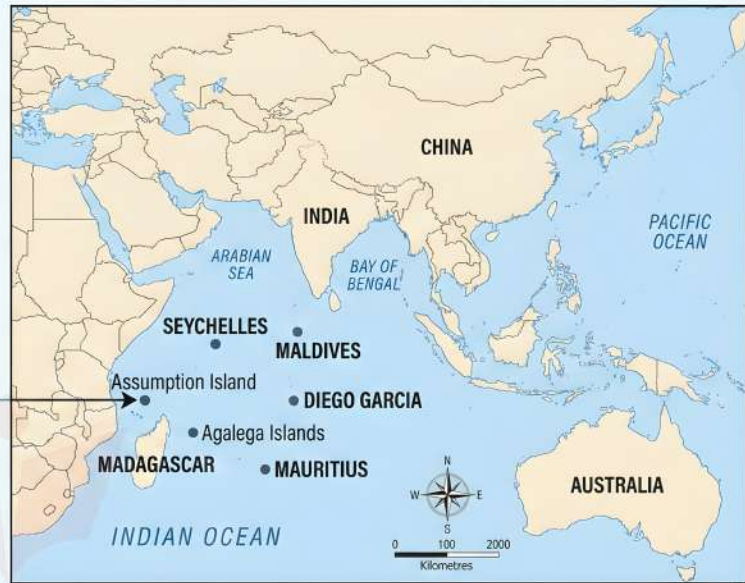 CHINA
INDIA
PACIFIC
OCEAN
ARABIAN
SEA
BAY OF
BENGAL
SEYCHELLES
MALDIVES
Assumption Island
DIEGO GARCIA
Agalega Islands
MADAGASCAR
MAURITIUS
AUSTRALIA
INDIAN OCEAN
N
W
E
S
0 100 2000
Kilometres